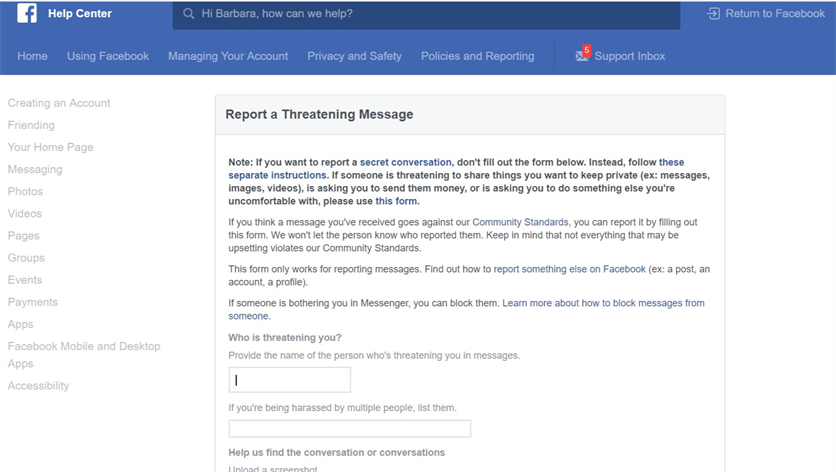 Help Center
Hi Barbara, how can we help?
Return to Facebook
Home
Using Facebook
Managing Your Account
Privacy and Safety
Policies and Reporting
5
Support Inbox
Creating an Account
Friending
Your Home Page
Messaging
Photos
Videos
Pages
Groups
Events
Payments
Apps
Facebook Mobile and Desktop
Apps
Accessibility
Report a Threatening Message
Note: If you want to report a secret conversation, don't fill out the form below. Instead, follow these
separate instructions. If someone is threatening to share things you want to keep private (ex: messages,
images, videos), is asking you to send them money, or is asking you to do something else you're
uncomfortable with, please use this form.
If you think a message you've received goes against our Community Standards, you can report it by filling out
this form. We won't let the person know who reported them. Keep in mind that not everything that may be
upsetting violates our Community Standards.
This form only works for reporting messages. Find out how to report something else on Facebook (ex: a post, an
account, a profile).
If someone is bothering you in Messenger, you can block them. Learn more about how to block messages from
someone.
Who is threatening you?
Provide the name of the person who's threatening you in messages.
If you're being harassed by multiple people, list them.
Help us find the conversation or conversations
Upload a screenshot